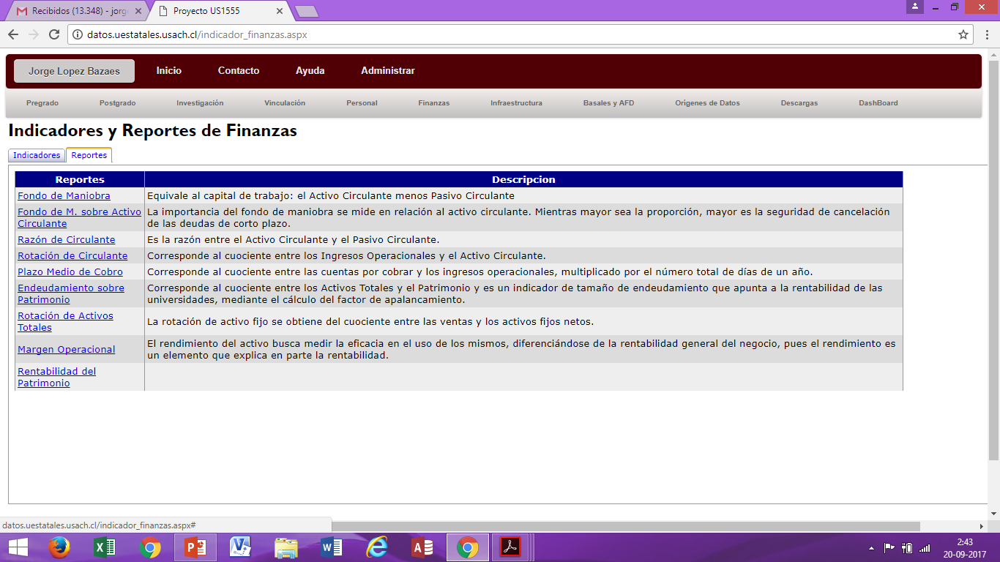 Recibidos (13.348) - jorge
Proyecto US1555
datos.uestatales.usach.cl/indicador_finanzas.aspx
Jorge Lopez Bazaes Inicio Contacto Ayuda Administrar
Pregrado Postgrado Investigación Vinculación Personal Finanzas Infraestructura Basales y AFD Orígenes de Datos Descargas DashBoard
Indicadores y Reportes de Finanzas
Indicadores Reportes
Reportes Descripcion
Fondo de Maniobra
Equivale al capital de trabajo: el Activo Circulante menos Pasivo Circulante
Fondo de M. sobre Activo
Circulante
La importancia del fondo de maniobra se mide en relación al activo circulante. Mientras mayor sea la proporción, mayor es la seguridad de cancelación
de las deudas de corto plazo.
Razón de Circulante
Es la razón entre el Activo Circulante y el Pasivo Circulante.
Rotación de Circulante
Corresponde al cuociente entre los Ingresos Operacionales y el Activo Circulante.
Plazo Medio de Cobro
Corresponde al cuociente entre las cuentas por cobrar y los ingresos operacionales, multiplicado por el número total de días de un año.
Endeudamiento sobre
Patrimonio
Corresponde al cuociente entre los Activos Totales y el Patrimonio y es un indicador de tamaño de endeudamiento que apunta a la rentabilidad de las
universidades, mediante el cálculo del factor de apalancamiento.
Rotación de Activos
Totales
La rotación de activo fijo se obtiene del cuociente entre las ventas y los activos fijos netos.
Margen Operacional
El rendimiento del activo busca medir la eficacia en el uso de los mismos, diferenciándose de la rentabilidad general del negocio, pues el rendimiento es
un elemento que explica en parte la rentabilidad.
Rentabilidad del
Patrimonio
datos.uestatales.usach.cl/indicador_finanzas.aspx#
2:43
20-09-2017